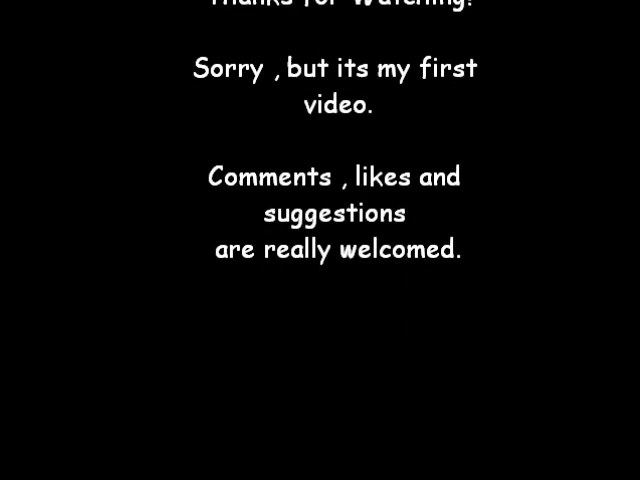 Thanks for Watching!
Sorry , but its my first
video.
Comments , likes and
suggestions
are really welcomed.